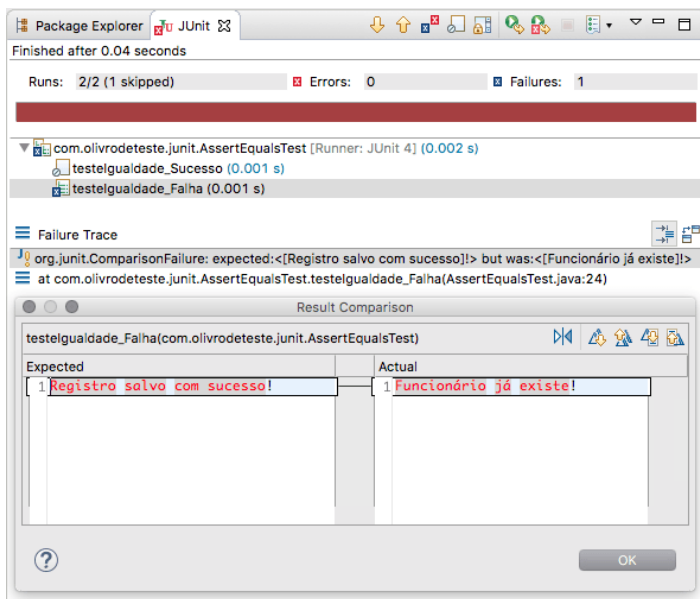 Package Explorer JUnit
Finished after 0.04 seconds
Runs: 2/2 (1 skipped) Errors: 0 Failures: 1
com.olivrodeteste.junit.AssertEqualsTest [Runner: JUnit 4] (0.002 s)
testeIgualdade_Sucesso (0.001 s)
testeIgualdade_Falha (0.001 s)
Failure Trace
org.junit.ComparisonFailure: expected:<[Registro salvo com sucesso]!> but was:<[Funcionário já existe]!>
at com.olivrodeteste.junit.AssertEqualsTest.testeIgualdade_Falha(AssertEqualsTest.java:24)
Result Comparison
testeIgualdade_Falha(com.olivrodeteste.junit.AssertEqualsTest)
Expected Actual
1 Registro salvo com sucesso! 1 Funcionário já existe!
OK